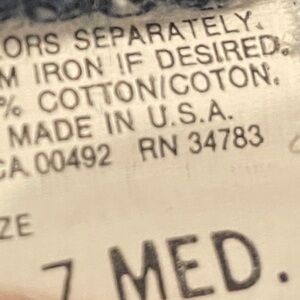 ORS SEPARATELY.
M IRON IF DESIRED.
% COTTON/COTON.
MADE IN U.S.A.
CA 00492 RN 34783
ZE
7 MED.